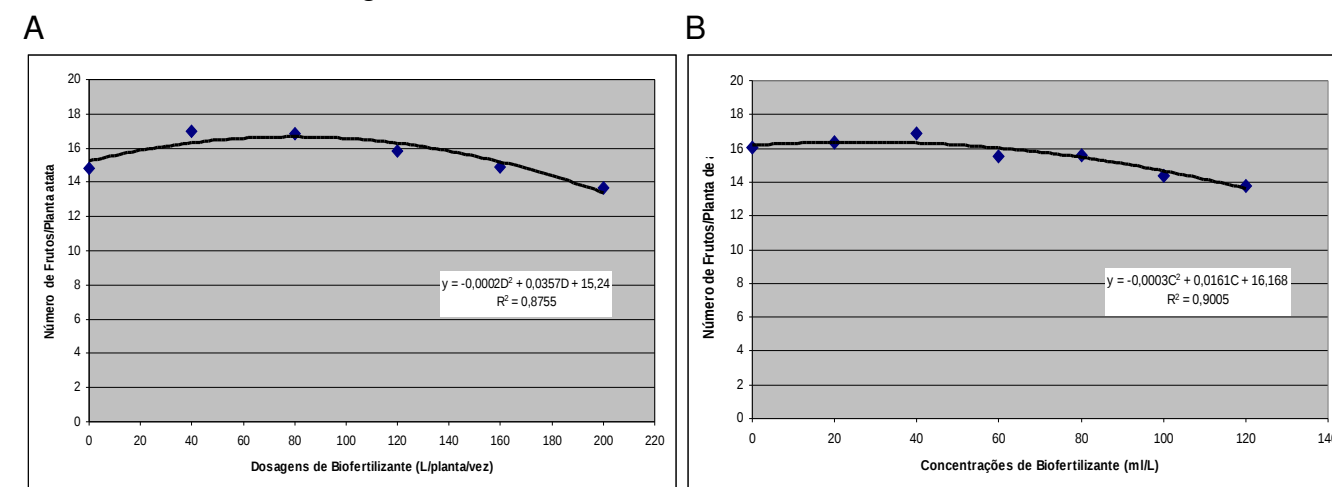 A
B
20
18
16
14
12
10
8
6
4
2
0
0 20 40 60 80 100 120 140 160 180 200 220
Número de Frutos/Planta atata
Dosagens de Biofertilizante (L/planta/vez)
y = -0,0002D² + 0,0357D + 15,24
R² = 0,8755
20
18
16
14
12
10
8
6
4
2
0
0 20 40 60 80 100 120
Número de Frutos/Planta de
Concentrações de Biofertilizante (ml/L)
y = -0,0003C² + 0,0161C + 16,168
R² = 0,9005